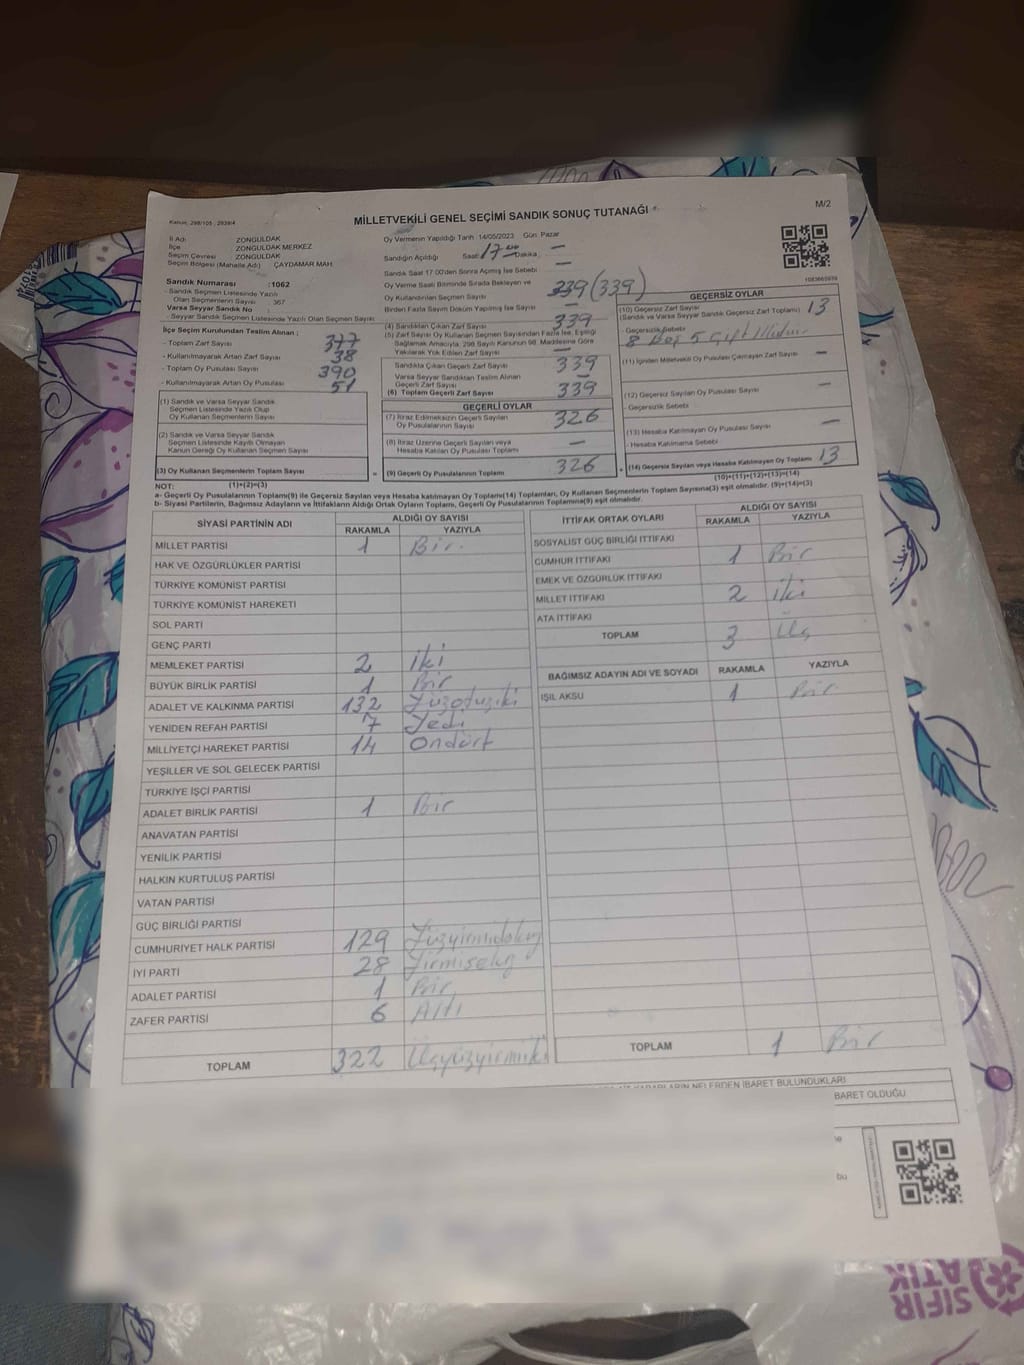 M/2
Kanun: 298/105 ; 2839/4
MİLLETVEKİLİ GENEL SEÇİMİ SANDIK SONUÇ TUTANAĞI
İl Adı ZONGULDAK
İlçe ZONGULDAK MERKEZ
Seçim Çevresi ZONGULDAK
Seçim Bölgesi (Mahalle Adı) ÇAYDAMAR MAH.
Sandık Numarası :1062
- Sandık Seçmen Listesinde Yazılı
Olan Seçmenlerin Sayısı : 367
Varsa Seyyar Sandık No
- Seyyar Sandık Seçmen Listesinde Yazılı Olan Seçmen Sayısı
Oy Vermenin Yapıldığı Tarih :14/05/2023 Gün: Pazar
Sandığın Açıldığı Saat: 17 Dakika: —
Sandık Saat 17:00'den Sonra Açılmış İse Sebebi —
Oy Verme Saati Bitiminde Sırada Bekleyen ve
Oy Kullandırılan Seçmen Sayısı 339 (339)
Birden Fazla Sayım Döküm Yapılmış İse Sayısı
İlçe Seçim Kurulundan Teslim Alınan ;
- Toplam Zarf Sayısı 377
- Kullanılmayarak Artan Zarf Sayısı 38
- Toplam Oy Pusulası Sayısı 390
- Kullanılmayarak Artan Oy Pusulası 51
(1) Sandık ve Varsa Seyyar Sandık
Seçmen Listesinde Yazılı Olup
Oy Kullanan Seçmenlerin Sayısı
(2) Sandık ve Varsa Seyyar Sandık
Seçmen Listesinde Kayıtlı Olmayan
Kanun Gereği Oy Kullanan Seçmen Sayısı
(3) Oy Kullanan Seçmenlerin Toplam Sayısı =
(1)+(2)=(3)
(4) Sandıktan Çıkan Zarf Sayısı 339
(5) Zarf Sayısı Oy Kullanan Seçmen Sayısından Fazla İse, Eşitliği
Sağlamak Amacıyla, 298 Sayılı Kanunun 98. Maddesine Göre
Yakılarak Yok Edilen Zarf Sayısı —
Sandıkta Çıkan Geçerli Zarf Sayısı 339
Varsa Seyyar Sandıktan Teslim Alınan
Geçerli Zarf Sayısı
(6) Toplam Geçerli Zarf Sayısı 339
GEÇERLİ OYLAR
(7) İtiraz Edilmeksizin Geçerli Sayılan
Oy Pusulalarının Sayısı 326
(8) İtiraz Üzerine Geçerli Sayılan veya
Hesaba Katılan Oy Pusulası Sayısı —
(9) Geçerli Oy Pusulalarının Toplamı 326 +
1083665939
GEÇERSİZ OYLAR
(10) Geçersiz Zarf Sayısı 13
(Sandık ve Varsa Seyyar Sandık Geçersiz Zarf Toplamı)
- Geçersizlik Sebebi 8 Boş 5 Çift Mühür
(11) İçinden Milletvekili Oy Pusulası Çıkmayan Zarf Sayısı —
(12) Geçersiz Sayılan Oy Pusulası Sayısı —
- Geçersizlik Sebebi
(13) Hesaba Katılmayan Oy Pusulası Sayısı —
- Hesaba Katılmama Sebebi
(14) Geçersiz Sayılan veya Hesaba Katılmayan Oy Toplamı 13
(10)+(11)+(12)+(13)=(14)
NOT:
a- Geçerli Oy Pusulalarının Toplamı(9) ile Geçersiz Sayılan veya Hesaba katılmayan Oy Toplamı(14) Toplamları, Oy Kullanan Seçmenlerin Toplam Sayısına(3) eşit olmalıdır. (9)+(14)=(3)
b- Siyasi Partilerin, Bağımsız Adayların ve İttifakların Aldığı Ortak Oyların Toplamı, Geçerli Oy Pusulalarının Toplamına(9) eşit olmalıdır.
SİYASİ PARTİNİN ADI ALDIĞI OY SAYISI
RAKAMLA YAZIYLA
MİLLET PARTİSİ 1 Bir
HAK VE ÖZGÜRLÜKLER PARTİSİ
TÜRKİYE KOMÜNİST PARTİSİ
TÜRKİYE KOMÜNİST HAREKETİ
SOL PARTİ
GENÇ PARTİ
MEMLEKET PARTİSİ 2 İki
BÜYÜK BİRLİK PARTİSİ 1 Bir
ADALET VE KALKINMA PARTİSİ 132 Yüzotuziki
YENİDEN REFAH PARTİSİ 7 Yedi
MİLLİYETÇİ HAREKET PARTİSİ 14 Ondört
YEŞİLLER VE SOL GELECEK PARTİSİ
TÜRKİYE İŞÇİ PARTİSİ
ADALET BİRLİK PARTİSİ 1 Bir
ANAVATAN PARTİSİ
YENİLİK PARTİSİ
HALKIN KURTULUŞ PARTİSİ
VATAN PARTİSİ
GÜÇ BİRLİĞİ PARTİSİ
CUMHURİYET HALK PARTİSİ 129 Yüzyirmidokuz
İYİ PARTİ 28 Yirmisekiz
ADALET PARTİSİ 1 Bir
ZAFER PARTİSİ 6 Altı
TOPLAM 322 Üçyüzyirmiiki
İTTİFAK ORTAK OYLARI ALDIĞI OY SAYISI
RAKAMLA YAZIYLA
SOSYALİST GÜÇ BİRLİĞİ İTTİFAKI
CUMHUR İTTİFAKI 1 Bir
EMEK VE ÖZGÜRLÜK İTTİFAKI
MİLLET İTTİFAKI 2 İki
ATA İTTİFAKI
TOPLAM 3 Üç
BAĞIMSIZ ADAYIN ADI VE SOYADI RAKAMLA YAZIYLA
IŞIL AKSU 1 Bir
TOPLAM 1 Bir
KARARLARIN NELERDEN İBARET BULUNDUKLARI
İBARET OLDUĞU
bu
SIFIR
ATIK